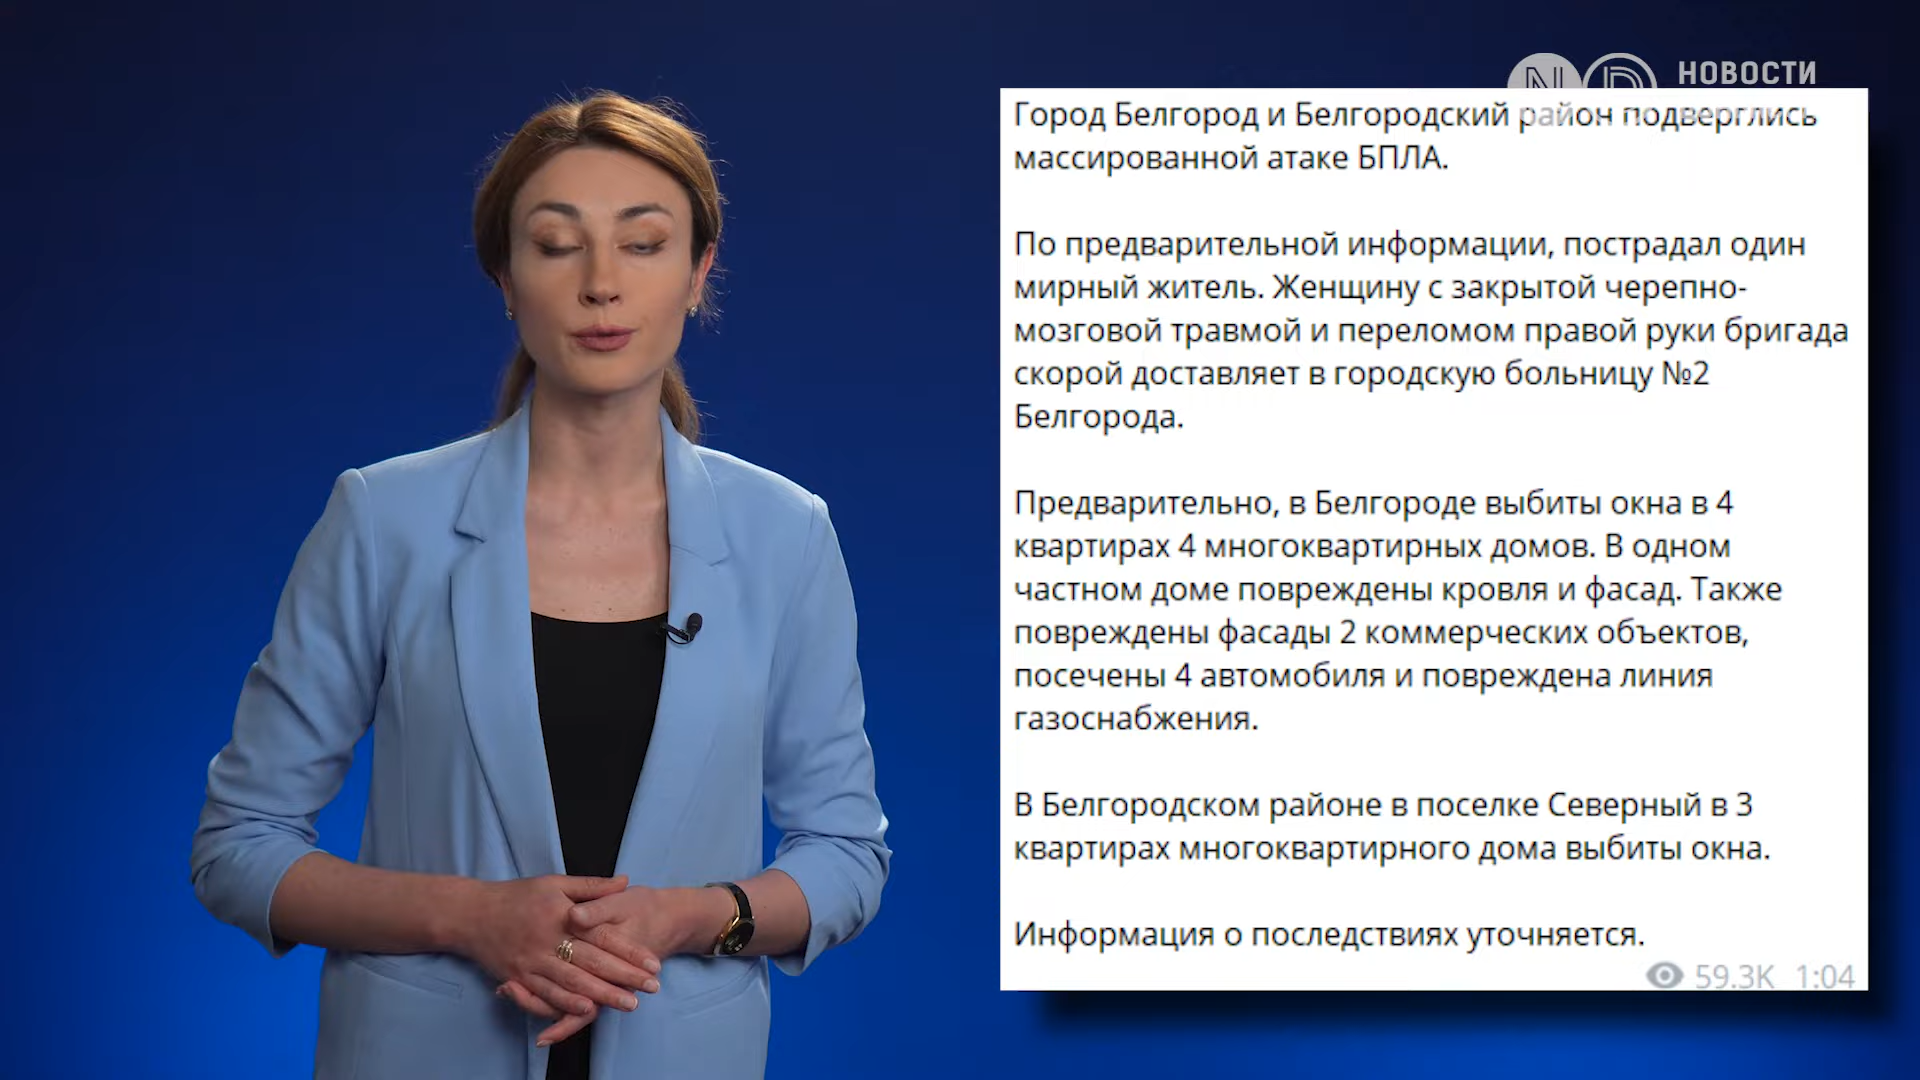 НОВОСТИ
Город Белгород и Белгородский район подверглись
массированной атаке БПЛА.
По предварительной информации, пострадал один
мирный житель. Женщину с закрытой черепно-
мозговой травмой и переломом правой руки бригада
скорой доставляет в городскую больницу №2
Белгорода.
Предварительно, в Белгороде выбиты окна в 4
квартирах 4 многоквартирных домов. В одном
частном доме повреждены кровля и фасад. Также
повреждены фасады 2 коммерческих объектов,
посечены 4 автомобиля и повреждена линия
газоснабжения.
В Белгородском районе в поселке Северный в 3
квартирах многоквартирного дома выбиты окна.
Информация о последствиях уточняется.
59.3K 1:04